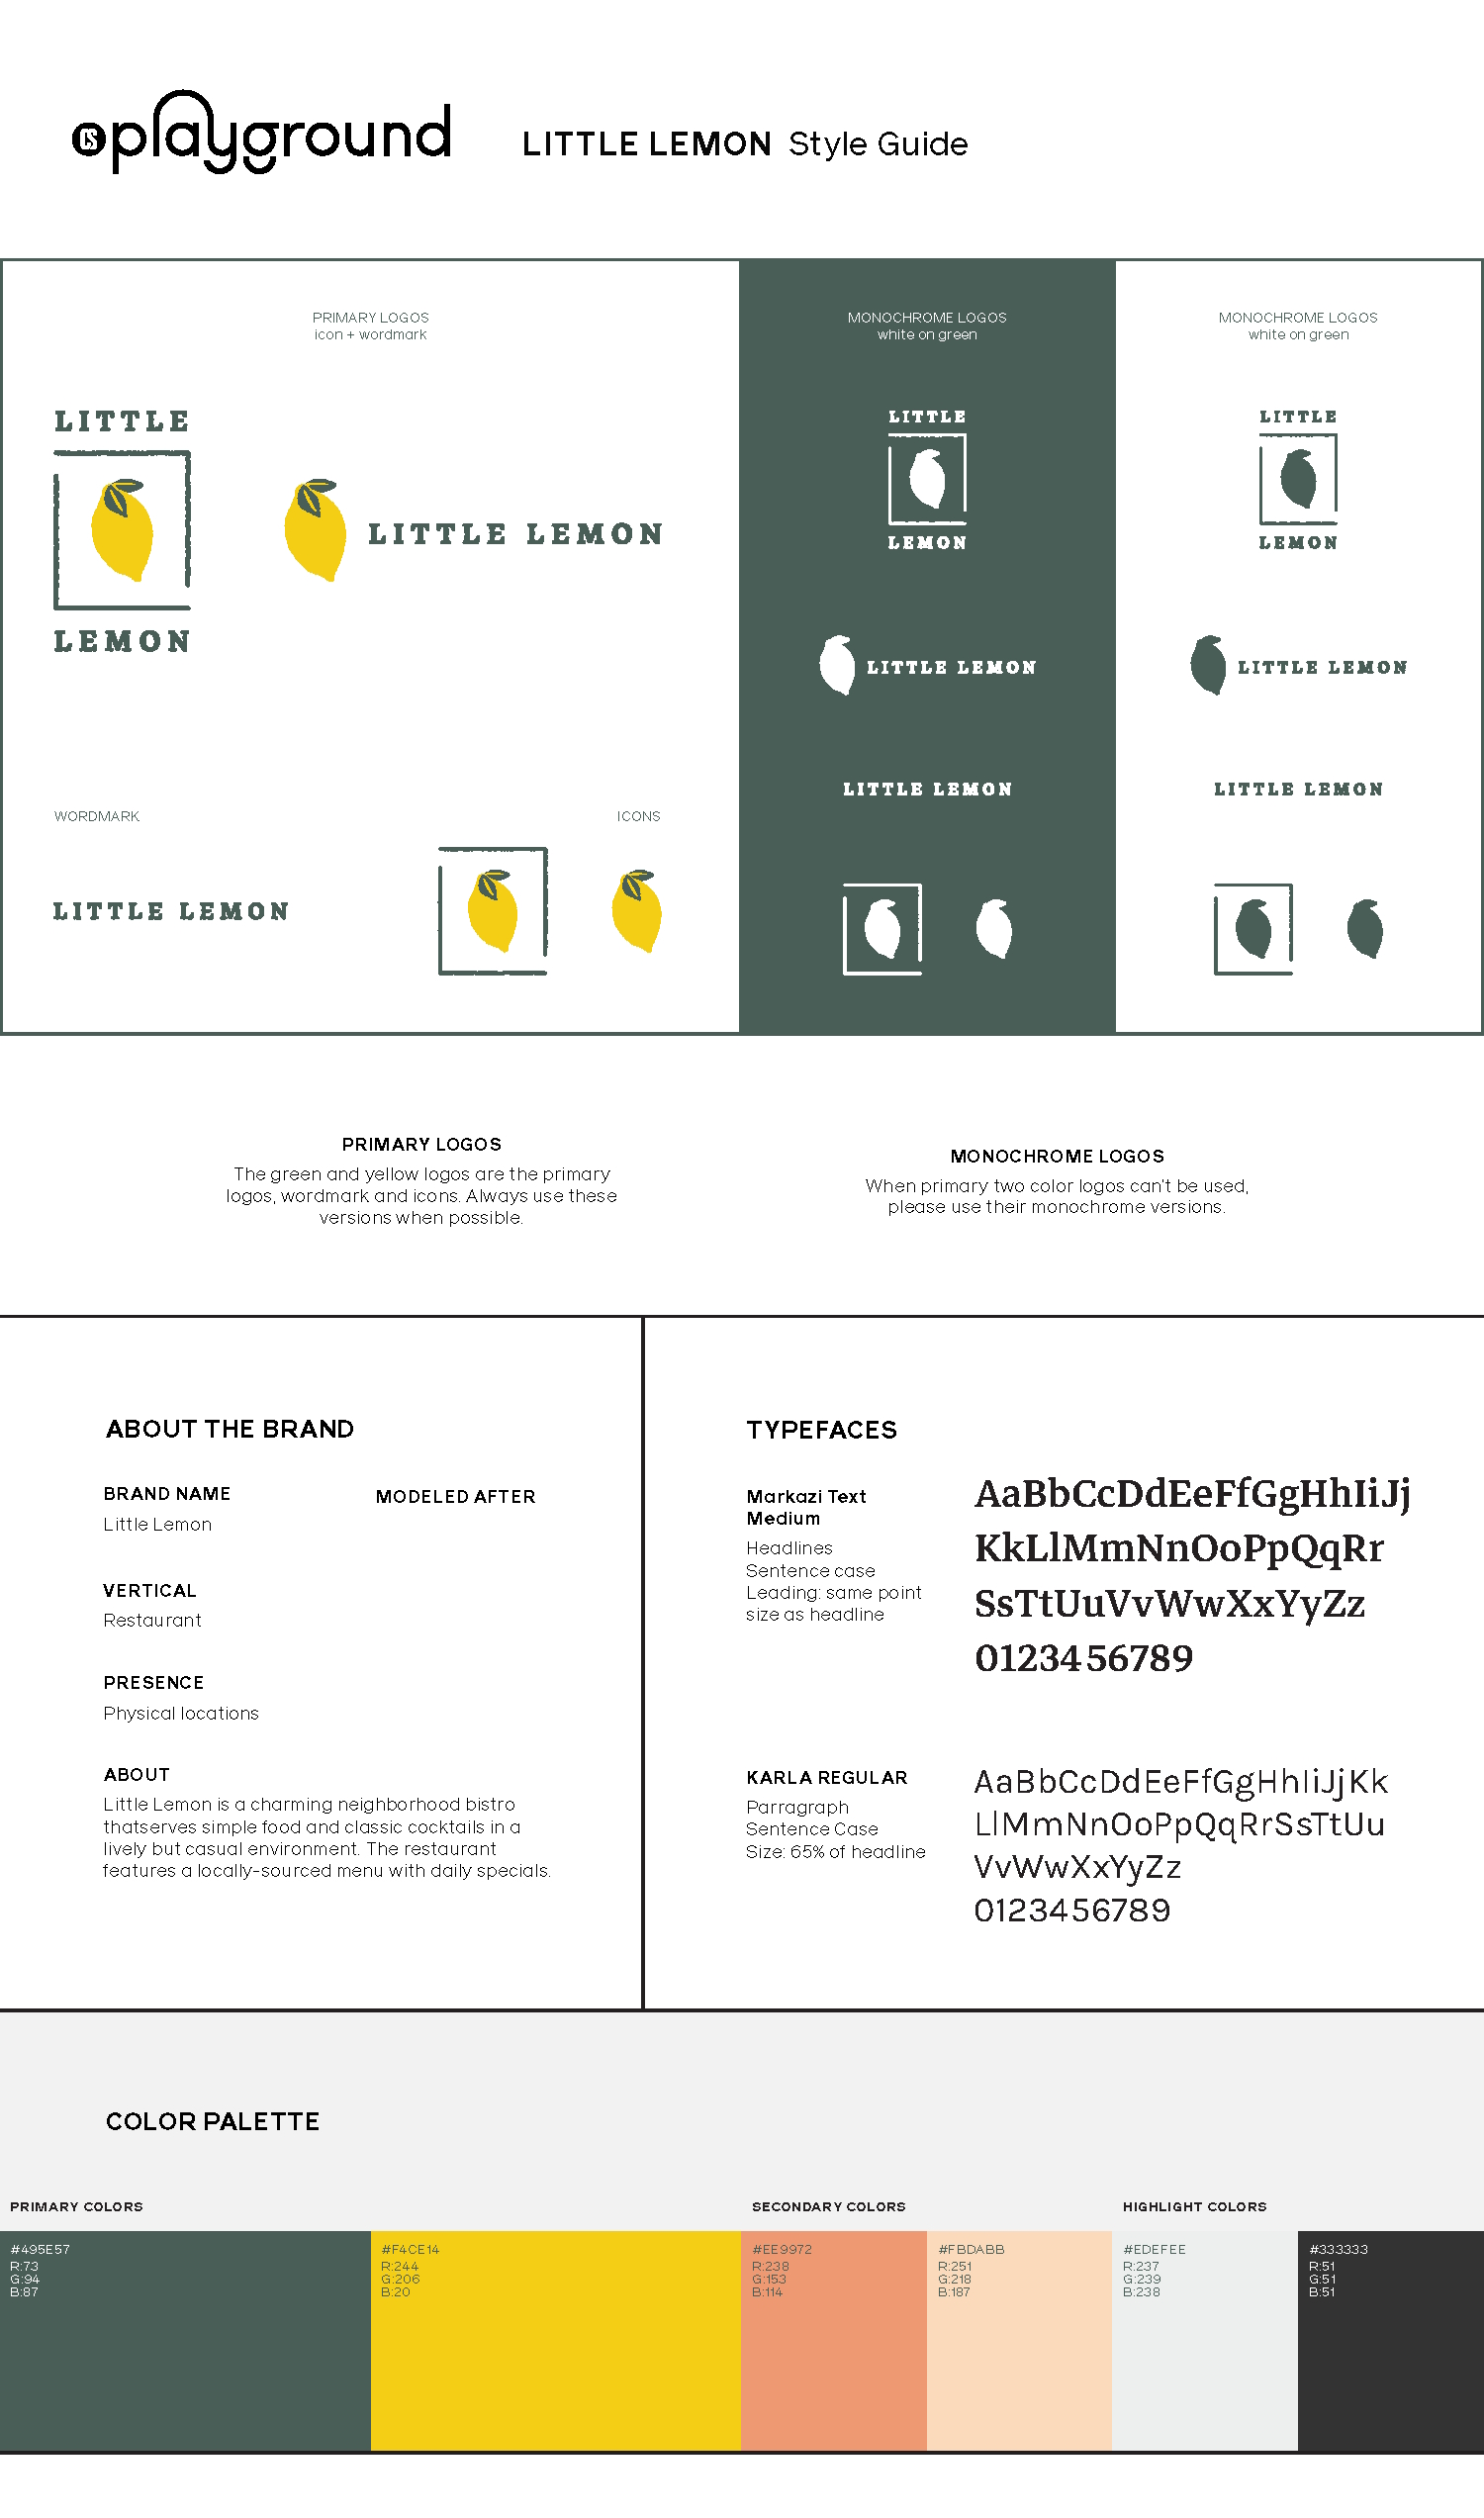 CS playground
LITTLE LEMON Style Guide
PRIMARY LOGOS
icon + wordmark
LITTLE
LEMON
LITTLE LEMON
WORDMARK
ICONS
LITTLE LEMON
MONOCHROME LOGOS
white on green
LITTLE
LEMON
LITTLE LEMON
LITTLE LEMON
MONOCHROME LOGOS
white on green
LITTLE
LEMON
LITTLE LEMON
LITTLE LEMON
PRIMARY LOGOS
The green and yellow logos are the primary
logos, wordmark and icons. Always use these
versions when possible.
MONOCHROME LOGOS
When primary two color logos can't be used,
please use their monochrome versions.
ABOUT THE BRAND
BRAND NAME
Little Lemon
MODELED AFTER
VERTICAL
Restaurant
PRESENCE
Physical locations
ABOUT
Little Lemon is a charming neighborhood bistro
thatserves simple food and classic cocktails in a
lively but casual environment. The restaurant
features a locally-sourced menu with daily specials.
TYPEFACES
Markazi Text
Medium
Headlines
Sentence case
Leading: same point
size as headline
AaBbCcDdEeFfGgHhIiJj
KkLlMmNnOoPpQqRr
SsTtUuVvWwXxYyZz
0123456789
KARLA REGULAR
Parragraph
Sentence Case
Size: 65% of headline
AaBbCcDdEeFfGgHhIiJjKk
LlMmNnOoPpQqRrSsTtUu
VvWwXxYyZz
0123456789
COLOR PALETTE
PRIMARY COLORS
#495E57
R:73
G:94
B:87
#F4CE14
R:244
G:206
B:20
SECONDARY COLORS
#EE9972
R:238
G:153
B:114
#FBDABB
R:251
G:218
B:187
HIGHLIGHT COLORS
#EDEFEE
R:237
G:239
B:238
#333333
R:51
G:51
B:51